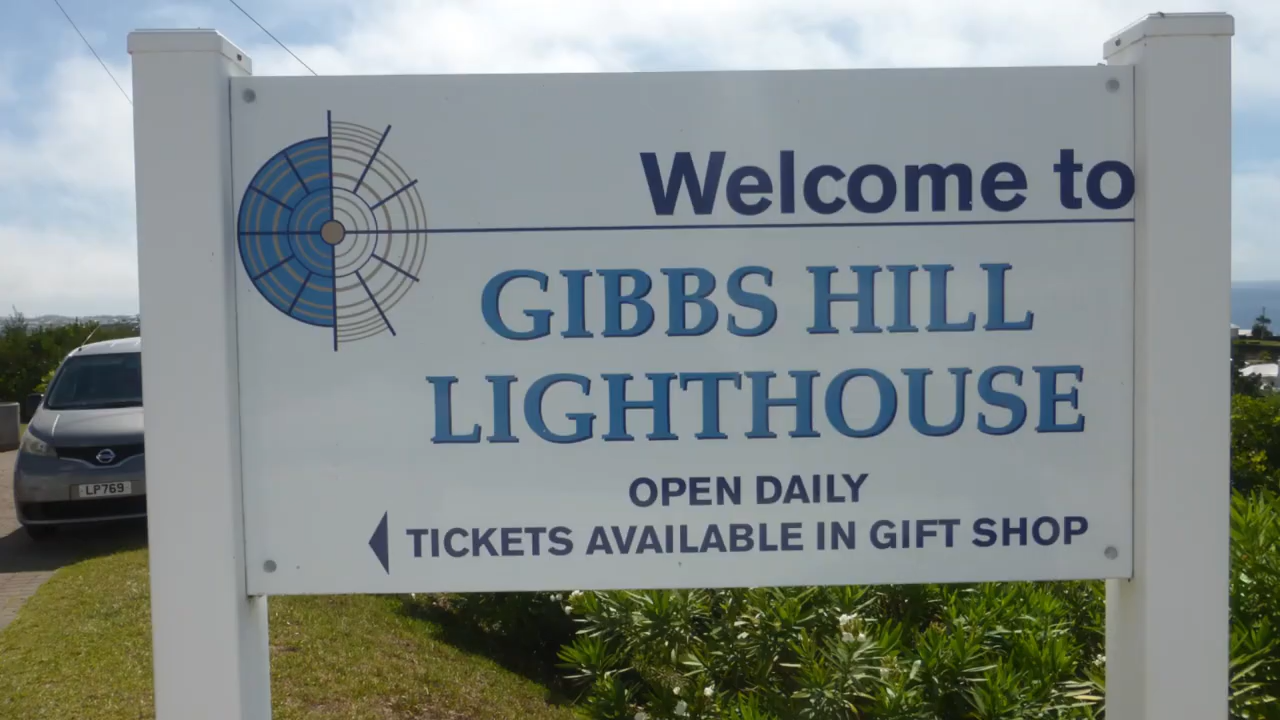 Welcome to
GIBBS HILL
LIGHTHOUSE
OPEN DAILY
TICKETS AVAILABLE IN GIFT SHOP
LP769